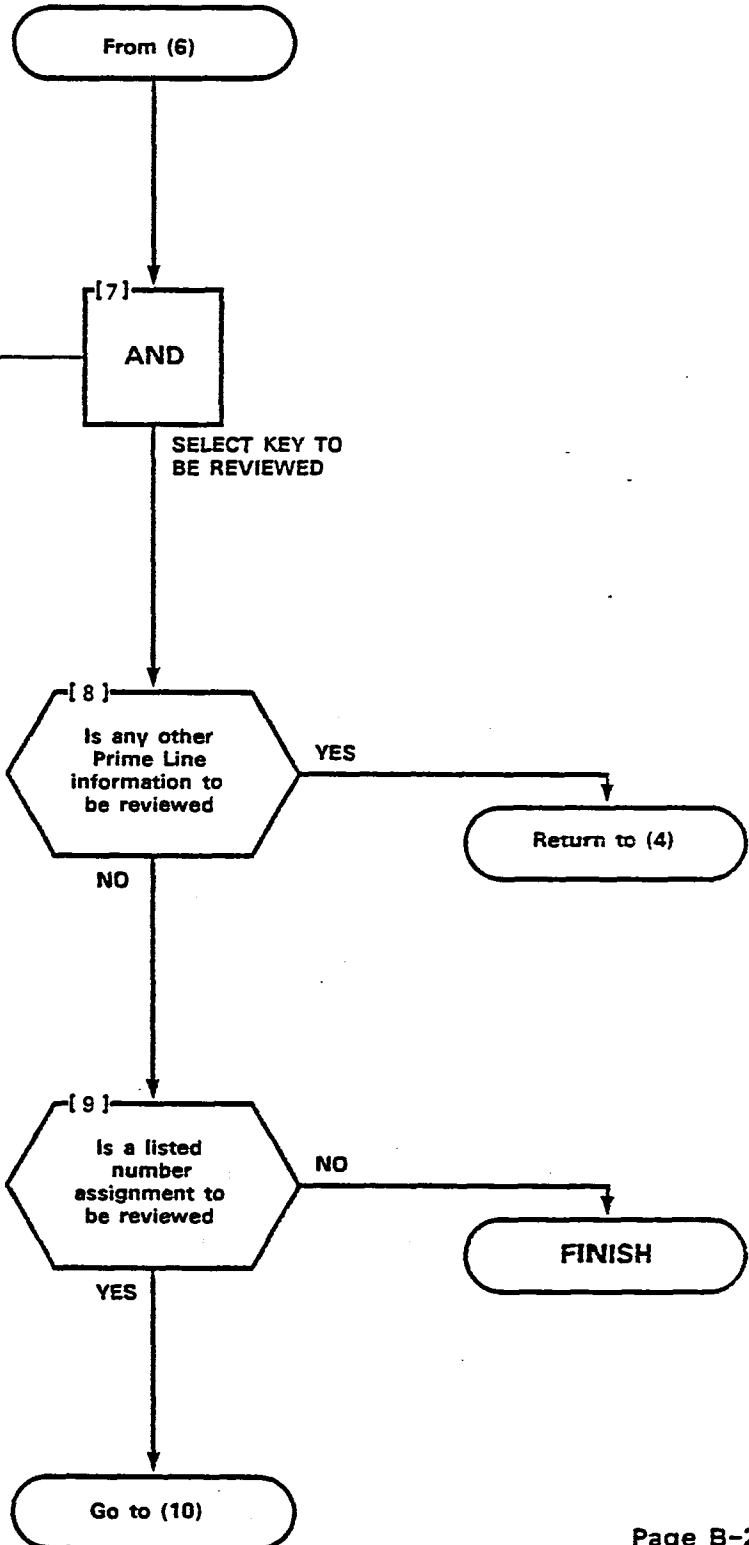 From (6)
[7]
AND
SELECT KEY TO
BE REVIEWED
[8]
Is any other
Prime Line
information to
be reviewed
YES
Return to (4)
NO
[9]
Is a listed
number
assignment to
be reviewed
NO
FINISH
YES
Go to (10)
Page B-2